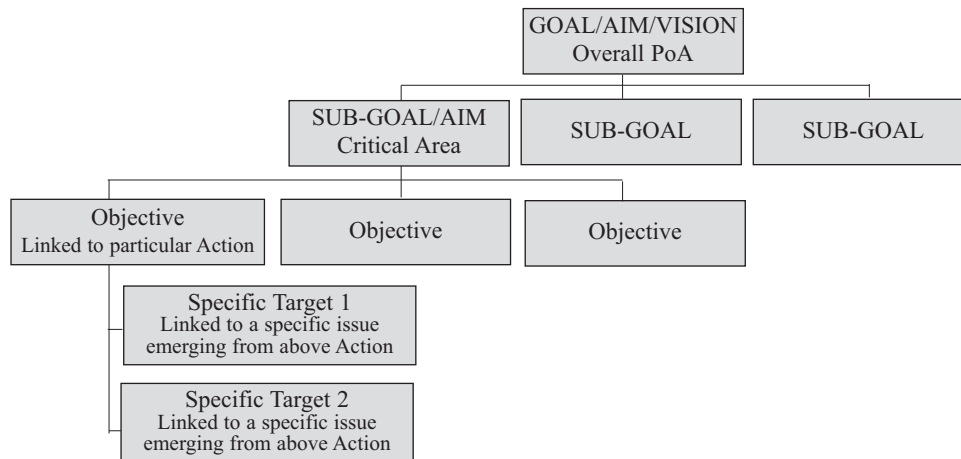 GOAL/AIM/VISION
Overall PoA
SUB-GOAL/AIM
Critical Area
SUB-GOAL
SUB-GOAL
Objective
Linked to particular Action
Objective
Objective
Specific Target 1
Linked to a specific issue
emerging from above Action
Specific Target 2
Linked to a specific issue
emerging from above Action